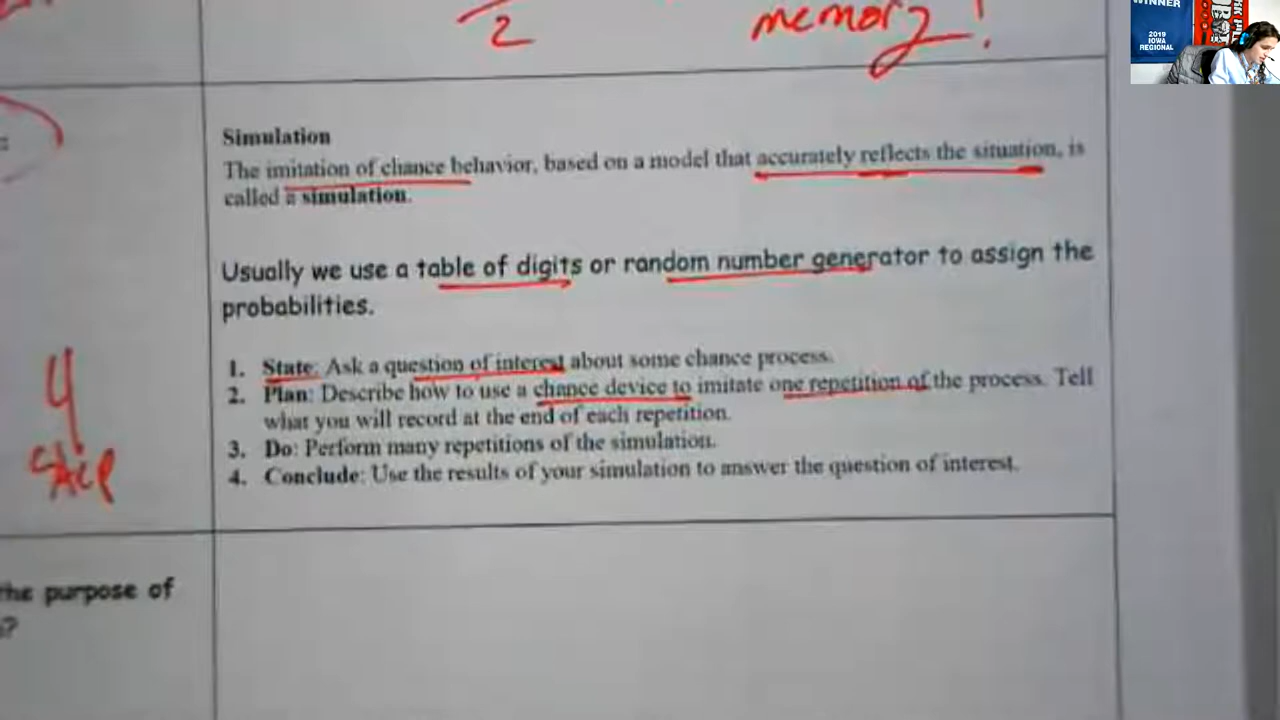 2
memory!
WINNER
2019 IOWA
REGIONAL
Simulation
The imitation of chance behavior, based on a model that accurately reflects the situation, is
called a simulation.
Usually we use a table of digits or random number generator to assign the
probabilities.
1. State: Ask a question of interest about some chance process.
2. Plan: Describe how to use a chance device to imitate one repetition of the process. Tell
what you will record at the end of each repetition.
3. Do: Perform many repetitions of the simulation.
4. Conclude: Use the results of your simulation to answer the question of interest.
4
step
the purpose of
?